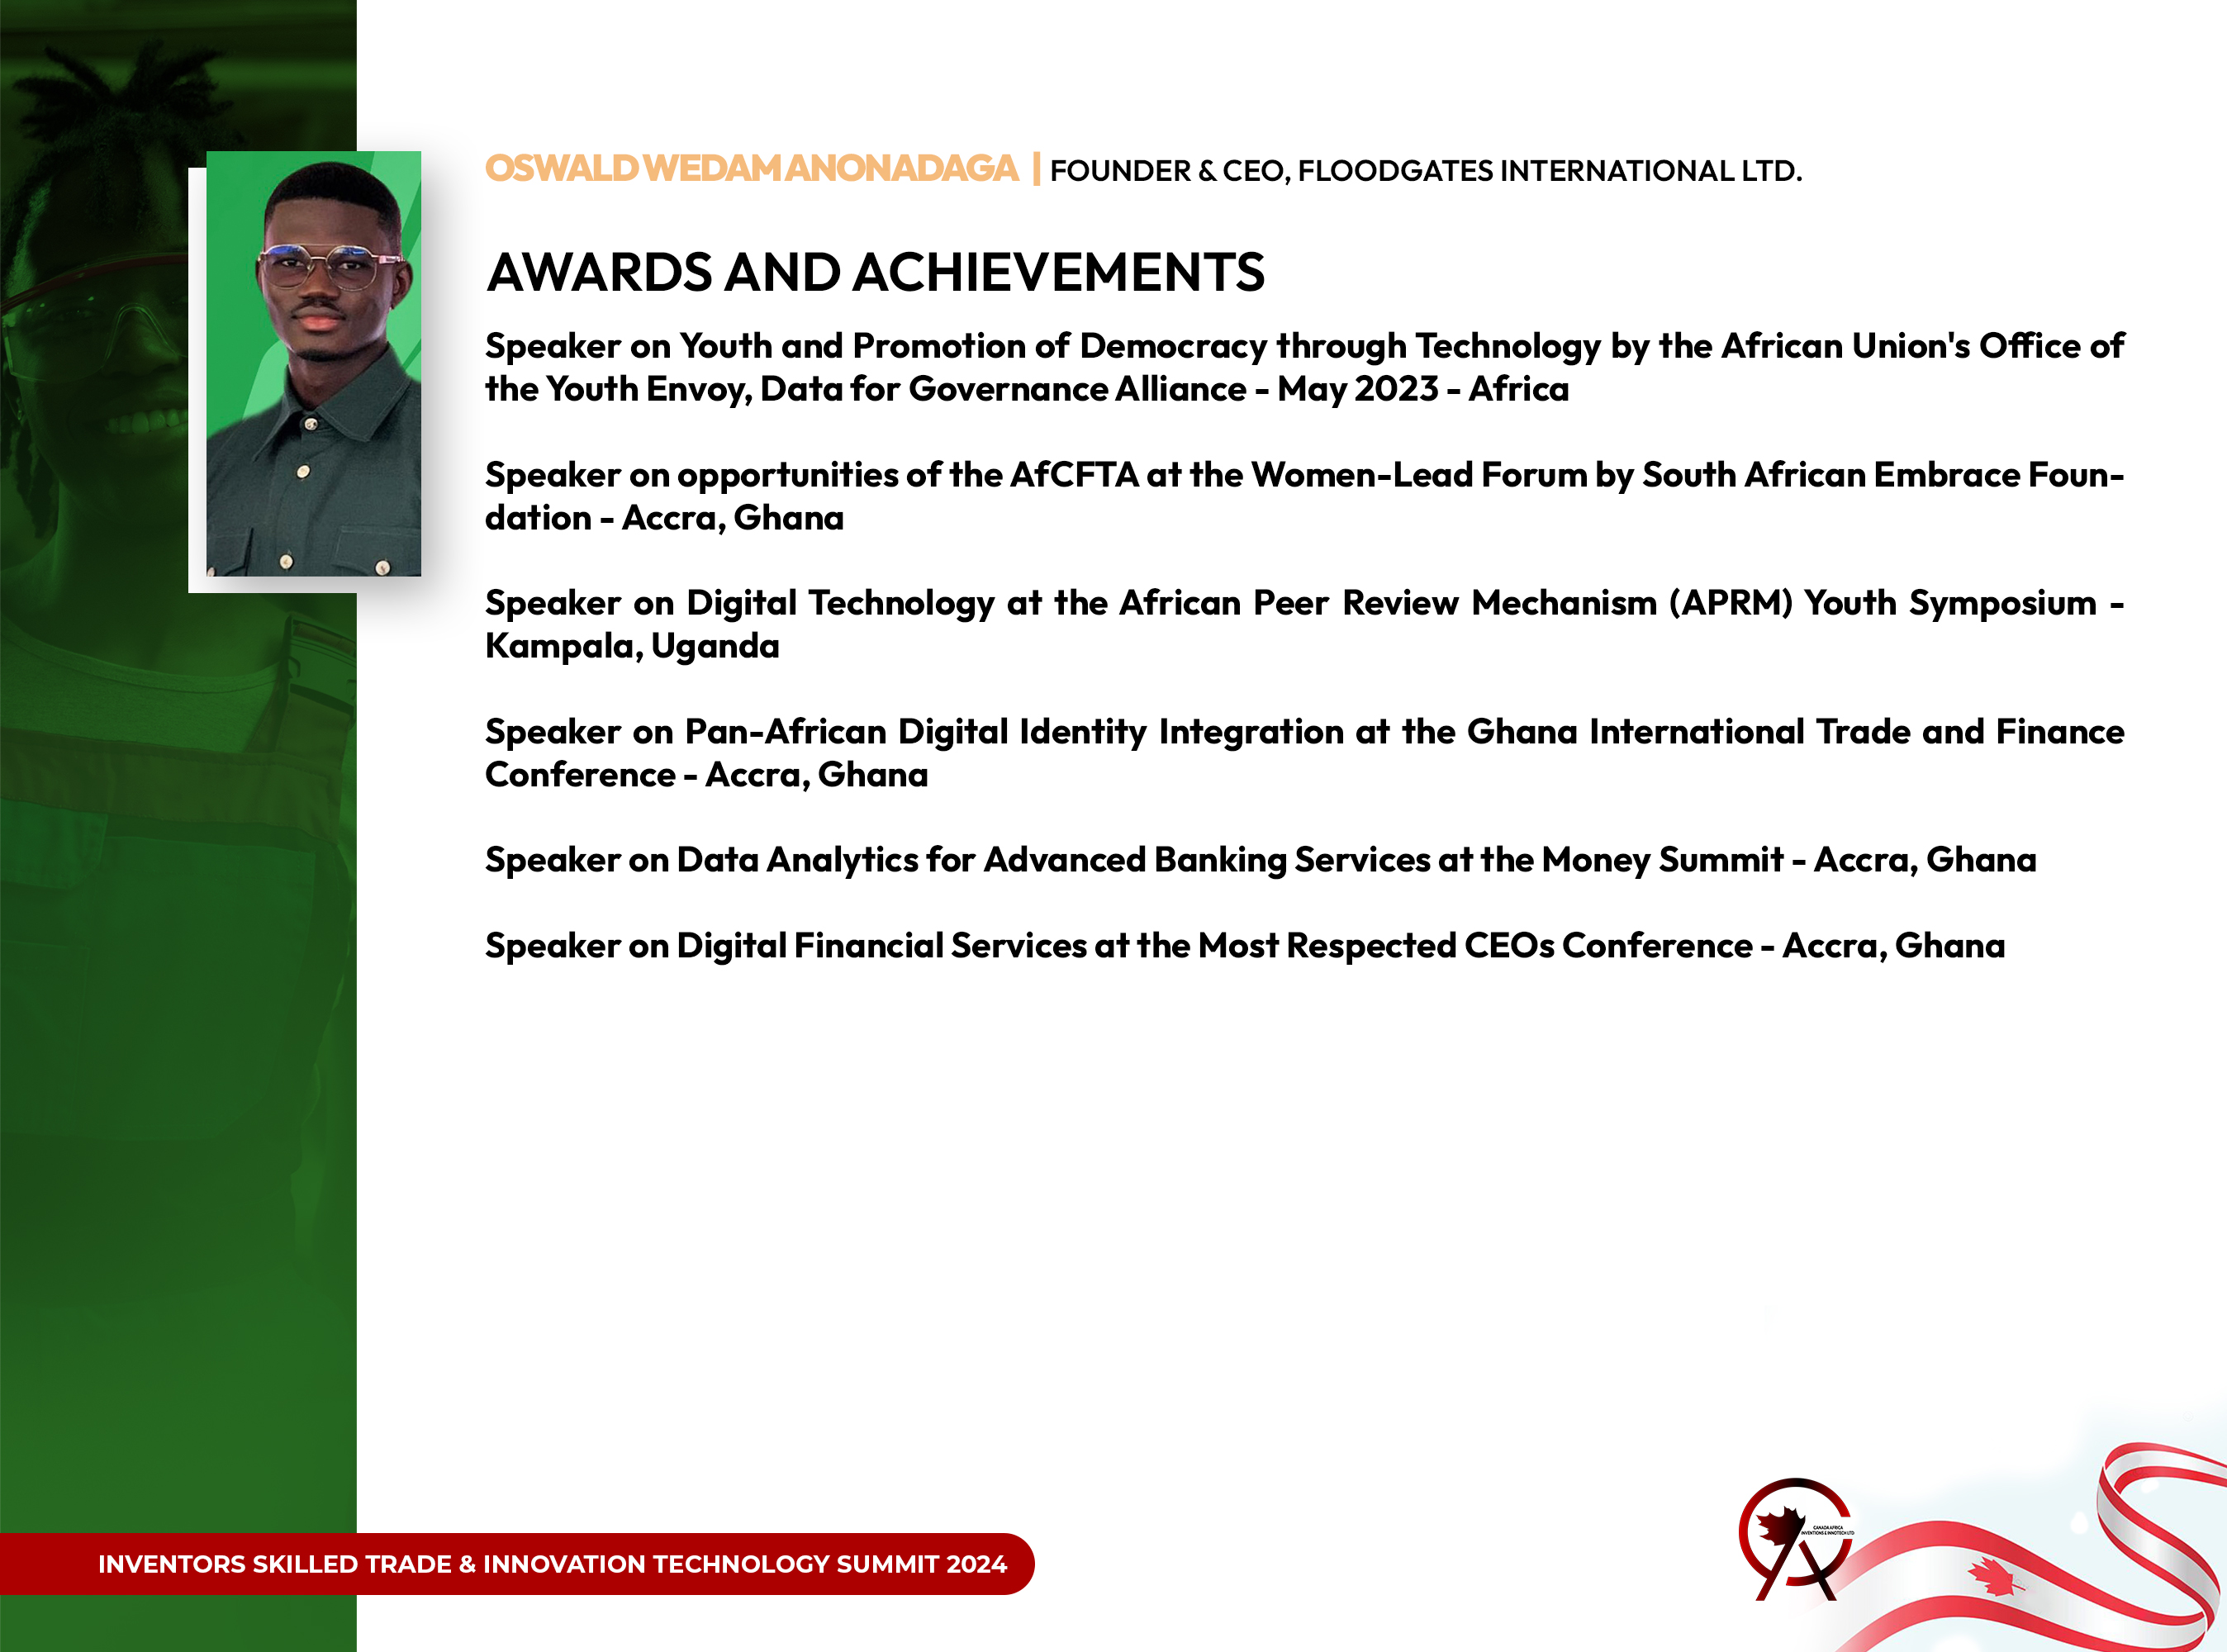 OSWALD WEDAM ANONADAGA | FOUNDER & CEO, FLOODGATES INTERNATIONAL LTD.
AWARDS AND ACHIEVEMENTS
Speaker on Youth and Promotion of Democracy through Technology by the African Union's Office of
the Youth Envoy, Data for Governance Alliance - May 2023 - Africa
Speaker on opportunities of the AfCFTA at the Women-Lead Forum by South African Embrace Foun-
dation - Accra, Ghana
Speaker on Digital Technology at the African Peer Review Mechanism (APRM) Youth Symposium -
Kampala, Uganda
Speaker on Pan-African Digital Identity Integration at the Ghana International Trade and Finance
Conference - Accra, Ghana
Speaker on Data Analytics for Advanced Banking Services at the Money Summit - Accra, Ghana
Speaker on Digital Financial Services at the Most Respected CEOs Conference - Accra, Ghana
CANADA AFRICA
INVENTIONS & INNOTECH LTD
INVENTORS SKILLED TRADE & INNOVATION TECHNOLOGY SUMMIT 2024